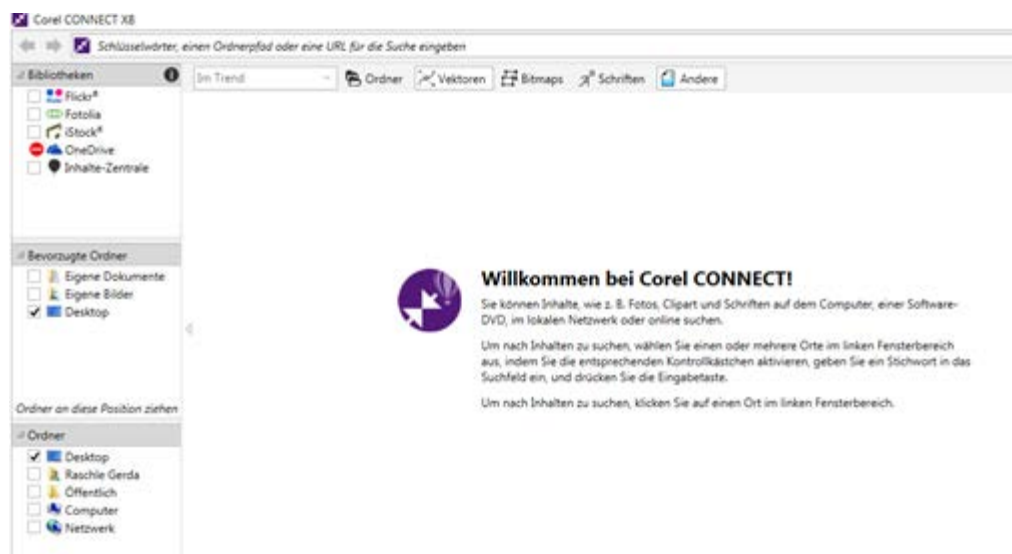 Corel CONNECT X8
Schlüsselwörter, einen Ordnerpfad oder eine URL für die Suche eingeben
Bibliotheken
Im Trend
Ordner
Vektoren
Bitmaps
Schriften
Andere
Flickr®
Fotolia
iStock®
OneDrive
Inhalte-Zentrale
Bevorzugte Ordner
Eigene Dokumente
Eigene Bilder
Desktop
Ordner an diese Position ziehen
Ordner
Desktop
Raschle Gerda
Öffentlich
Computer
Netzwerk
Willkommen bei Corel CONNECT!
Sie können Inhalte, wie z. B. Fotos, Clipart und Schriften auf dem Computer, einer Software-
DVD, im lokalen Netzwerk oder online suchen.
Um nach Inhalten zu suchen, wählen Sie einen oder mehrere Orte im linken Fensterbereich
aus, indem Sie die entsprechenden Kontrollkästchen aktivieren, geben Sie ein Stichwort in das
Suchfeld ein, und drücken Sie die Eingabetaste.
Um nach Inhalten zu suchen, klicken Sie auf einen Ort im linken Fensterbereich.